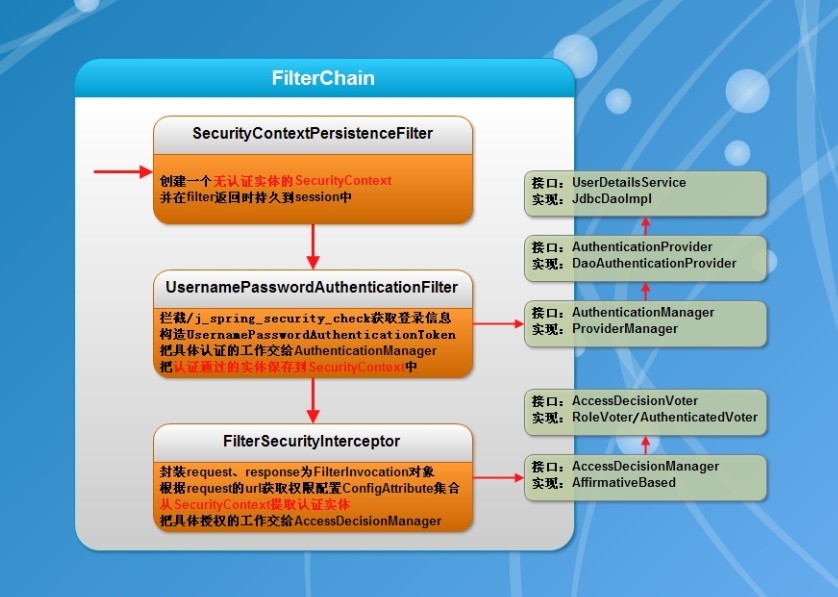 FilterChain
SecurityContextPersistenceFilter
创建一个无认证实体的SecurityContext
并在filter返回时持久到session中
UsernamePasswordAuthenticationFilter
拦截/j_spring_security_check获取登录信息
构造UsernamePasswordAuthenticationToken
把具体认证的工作交给AuthenticationManager
把认证通过的实体保存到SecurityContext中
FilterSecurityInterceptor
封装request、response为FilterInvocation对象
根据request的url获取权限配置ConfigAttribute集合
从SecurityContext提取认证实体
把具体授权的工作交给AccessDecisionManager
接口：UserDetailsService
实现：JdbcDaoImpl
接口：AuthenticationProvider
实现：DaoAuthenticationProvider
接口：AuthenticationManager
实现：ProviderManager
接口：AccessDecisionVoter
实现：RoleVoter/AuthenticatedVoter
接口：AccessDecisionManager
实现：AffirmativeBased